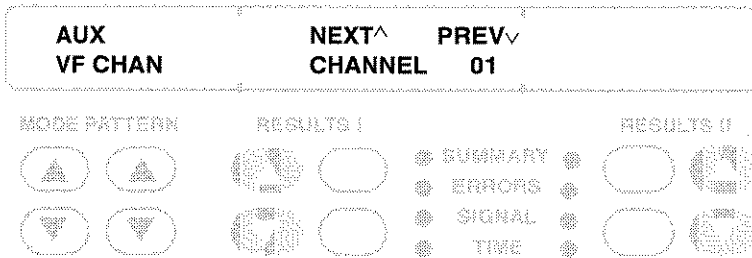 AUX NEXT^ PREV∨
VF CHAN CHANNEL 01
MODE PATTERN RESULTS I RESULTS II
SUMMARY
ERRORS
SIGNAL
TIME